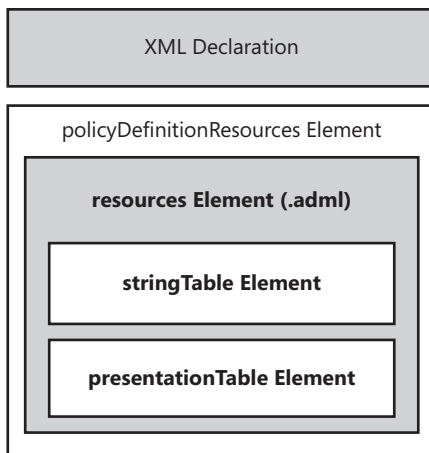 XML Declaration
policyDefinitionResources Element
resources Element (.adml)
stringTable Element
presentationTable Element